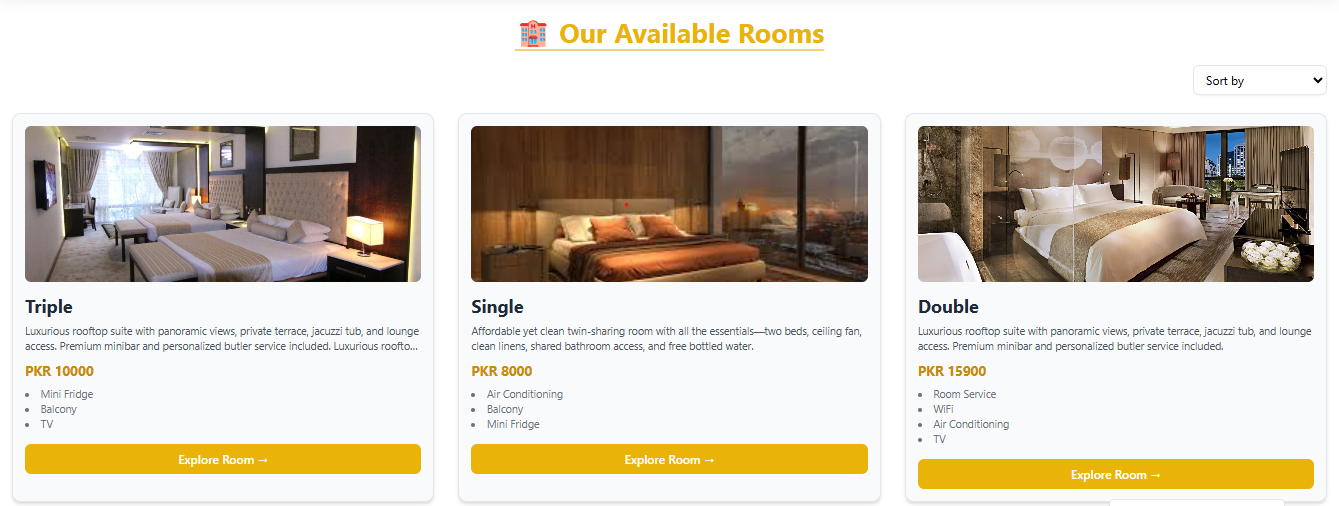 Our Available Rooms
Sort by
Triple
Luxurious rooftop suite with panoramic views, private terrace, jacuzzi tub, and lounge
access. Premium minibar and personalized butler service included. Luxurious roofto...
PKR 10000
Mini Fridge
Balcony
TV
Explore Room →
Single
Affordable yet clean twin-sharing room with all the essentials—two beds, ceiling fan,
clean linens, shared bathroom access, and free bottled water.
PKR 8000
Air Conditioning
Balcony
Mini Fridge
Explore Room →
Double
Luxurious rooftop suite with panoramic views, private terrace, jacuzzi tub, and lounge
access. Premium minibar and personalized butler service included.
PKR 15900
Room Service
WiFi
Air Conditioning
TV
Explore Room →